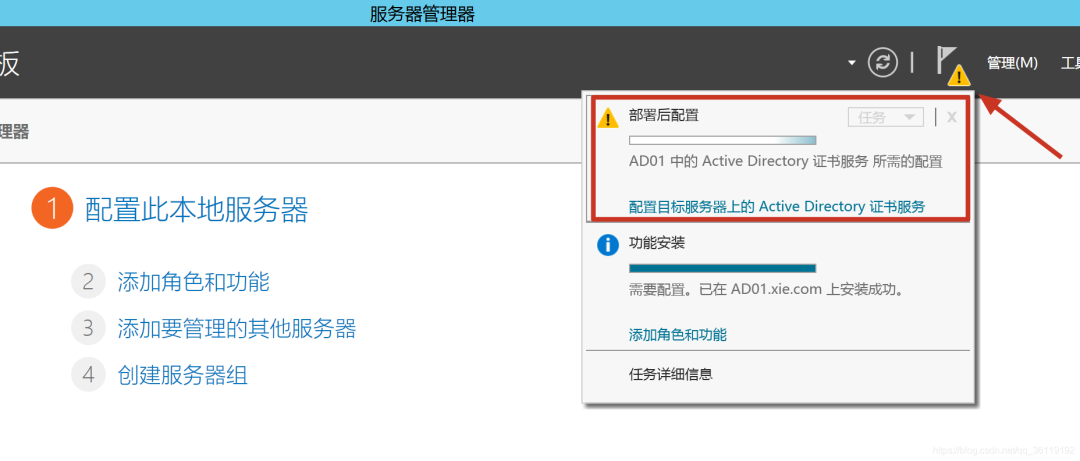 服务器管理器
板
管理(M)
工具
理器
部署后配置
任务
X
AD01 中的 Active Directory 证书服务 所需的配置
配置目标服务器上的 Active Directory 证书服务
1 配置此本地服务器
功能安装
2 添加角色和功能
需要配置。已在 AD01.xie.com 上安装成功。
3 添加要管理的其他服务器
添加角色和功能
4 创建服务器组
任务详细信息
https://blog.csdn.net/qq_36119192